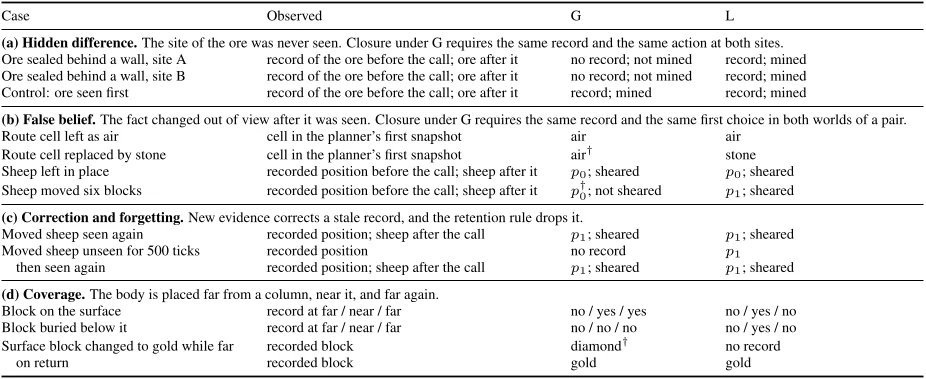 Case Observed G L
(a) Hidden difference. The site of the ore was never seen. Closure under G requires the same record and the same action at both sites.
Ore sealed behind a wall, site A record of the ore before the call; ore after it no record; not mined record; mined
Ore sealed behind a wall, site B record of the ore before the call; ore after it no record; not mined record; mined
Control: ore seen first record of the ore before the call; ore after it record; mined record; mined
(b) False belief. The fact changed out of view after it was seen. Closure under G requires the same record and the same first choice in both worlds of a pair.
Route cell left as air cell in the planner's first snapshot air air
Route cell replaced by stone cell in the planner's first snapshot air† stone
Sheep left in place recorded position before the call; sheep after it p₀; sheared p₀; sheared
Sheep moved six blocks recorded position before the call; sheep after it p₀†; not sheared p₁; sheared
(c) Correction and forgetting. New evidence corrects a stale record, and the retention rule drops it.
Moved sheep seen again recorded position; sheep after the call p₁; sheared p₁; sheared
Moved sheep unseen for 500 ticks recorded position no record p₁
then seen again recorded position; sheep after the call p₁; sheared p₁; sheared
(d) Coverage. The body is placed far from a column, near it, and far again.
Block on the surface record at far / near / far no / yes / yes no / yes / no
Block buried below it record at far / near / far no / no / no no / yes / no
Surface block changed to gold while far recorded block diamond† no record
on return recorded block gold gold